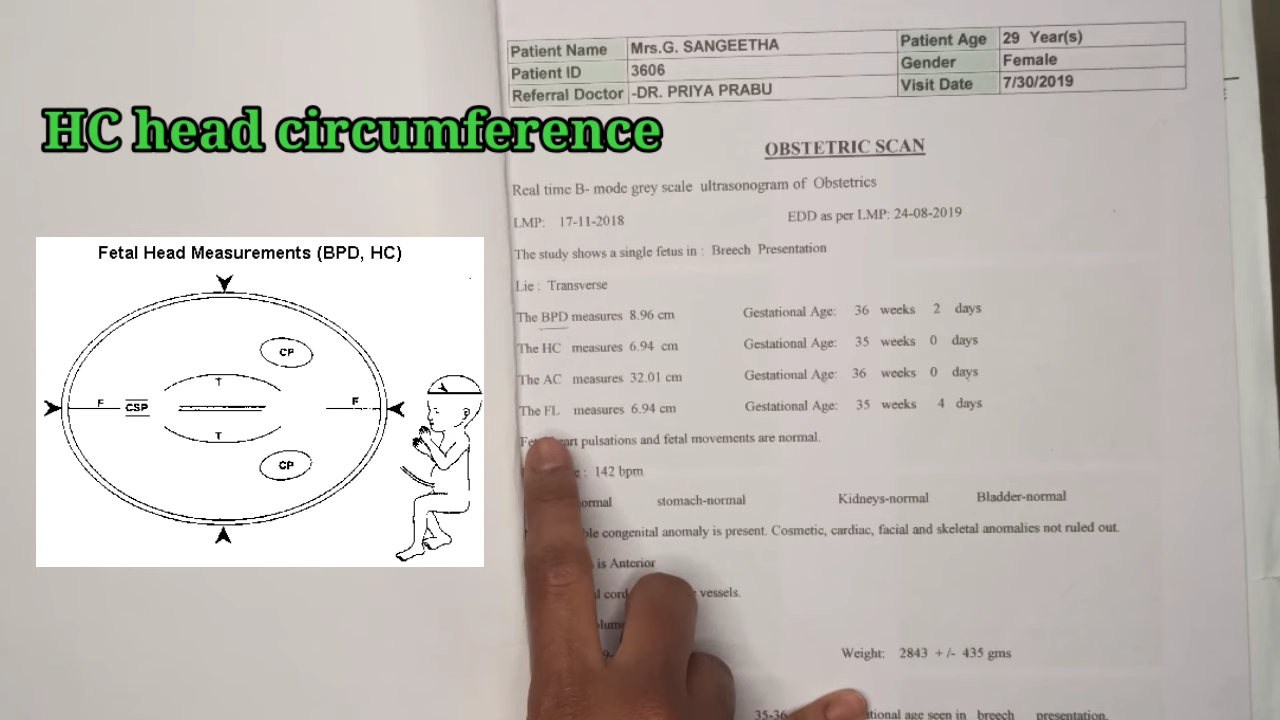 HC head circumference
Fetal Head Measurements (BPD, HC)
CP
T
F
CSP
F
T
CP
Patient Name Mrs.G. SANGEETHA Patient Age 29 Year(s)
Patient ID 3606 Gender Female
Referral Doctor -DR. PRIYA PRABU Visit Date 7/30/2019
OBSTETRIC SCAN
Real time B- mode grey scale ultrasonogram of Obstetrics
LMP: 17-11-2018 EDD as per LMP: 24-08-2019
The study shows a single fetus in : Breech Presentation
Lie : Transverse
The BPD measures 8.96 cm Gestational Age: 36 weeks 2 days
The HC measures 6.94 cm Gestational Age: 35 weeks 0 days
The AC measures 32.01 cm Gestational Age: 36 weeks 0 days
The FL measures 6.94 cm Gestational Age: 35 weeks 4 days
pulsations and fetal movements are normal.
: 142 bpm
stomach-normal Kidneys-normal Bladder-normal
congenital anomaly is present. Cosmetic, cardiac, facial and skeletal anomalies not ruled out.
is Anterior
vessels.
Weight: 2843 +/- 435 gms
35-36 age seen in breech presentation.